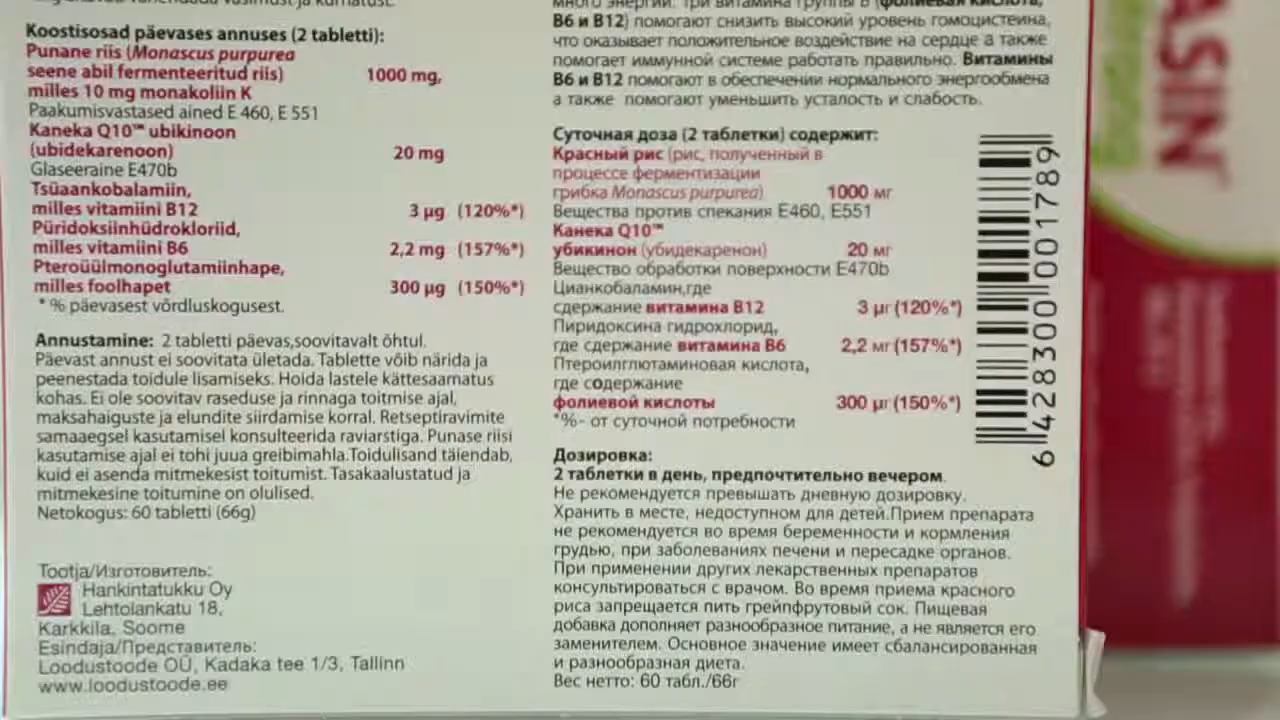 Koostisosad päevases annuses (2 tabletti):
Punane riis (Monascus purpurea
seene abil fermenteeritud riis) 1000 mg,
milles 10 mg monakoliin K
Paakumisvastased ained E 460, E 551
Kaneka Q10™ ubikinoon
(ubidekarenoon) 20 mg
Glaseeraine E470b
Tsüaankobalamiin,
milles vitamiini B12 3 µg (120%*)
Püridoksiinhüdrokloriid,
milles vitamiini B6 2,2 mg (157%*)
Pteroüülmonoglutamiinhape,
milles foolhapet 300 µg (150%*)
* % päevasest võrdluskogusest.
Annustamine: 2 tabletti päevas,soovitavalt õhtul.
Päevast annust ei soovitata ületada. Tablette võib närida ja
peenestada toidule lisamiseks. Hoida lastele kättesaamatus
kohas. Ei ole soovitav raseduse ja rinnaga toitmise ajal,
maksahaiguste ja elundite siirdamise korral. Retseptiravimite
samaaegsel kasutamisel konsulteerida raviarstiga. Punase riisi
kasutamise ajal ei tohi juua greibimahla.Toidulisand täiendab,
kuid ei asenda mitmekesist toitumist. Tasakaalustatud ja
mitmekesine toitumine on olulised.
Netokogus: 60 tabletti (66g)
Tootja/Изготовитель:
Hankintatukku Oy
Lehtolankatu 18,
Karkkila, Soome
Esindaja/Представитель:
Loodustoode OÜ, Kadaka tee 1/3, Tallinn
www.loodustoode.ee
много энергии. Три витамина группы В (фолиевая кислота,
В6 и В12) помогают снизить высокий уровень гомоцистеина,
что оказывает положительное воздействие на сердце а также
помогает иммунной системе работать правильно. Витамины
В6 и В12 помогают в обеспечении нормального энергообмена
а также помогают уменьшить усталость и слабость.
Суточная доза (2 таблетки) содержит:
Красный рис (рис, полученный в
процессе ферментизации
грибка Monascus purpurea) 1000 мг
Вещества против спекания Е460, Е551
Канека Q10™
убикинон (убидекаренон) 20 мг
Вещество обработки поверхности Е470b
Цианкобаламин,где
сдержание витамина В12 3 µг (120%*)
Пиридоксина гидрохлорид,
где сдержание витамина В6 2,2 мг (157%*)
Птероилглютаминовая кислота,
где содержание
фолиевой кислоты 300 µг (150%*)
*%- от суточной потребности
Дозировка:
2 таблетки в день, предпочтительно вечером.
Не рекомендуется превышать дневную дозировку.
Хранить в месте, недоступном для детей.Прием препарата
не рекомендуется во время беременности и кормления
грудью, при заболеваниях печени и пересадке органов.
При применении других лекарственных препаратов
консультироваться с врачом. Во время приема красного
риса запрещается пить грейпфрутовый сок. Пищевая
добавка дополняет разнообразное питание, а не является его
заменителем. Основное значение имеет сбалансированная
и разнообразная диета.
Вес нетто: 60 табл./66г
6 428300 001789
ASIN